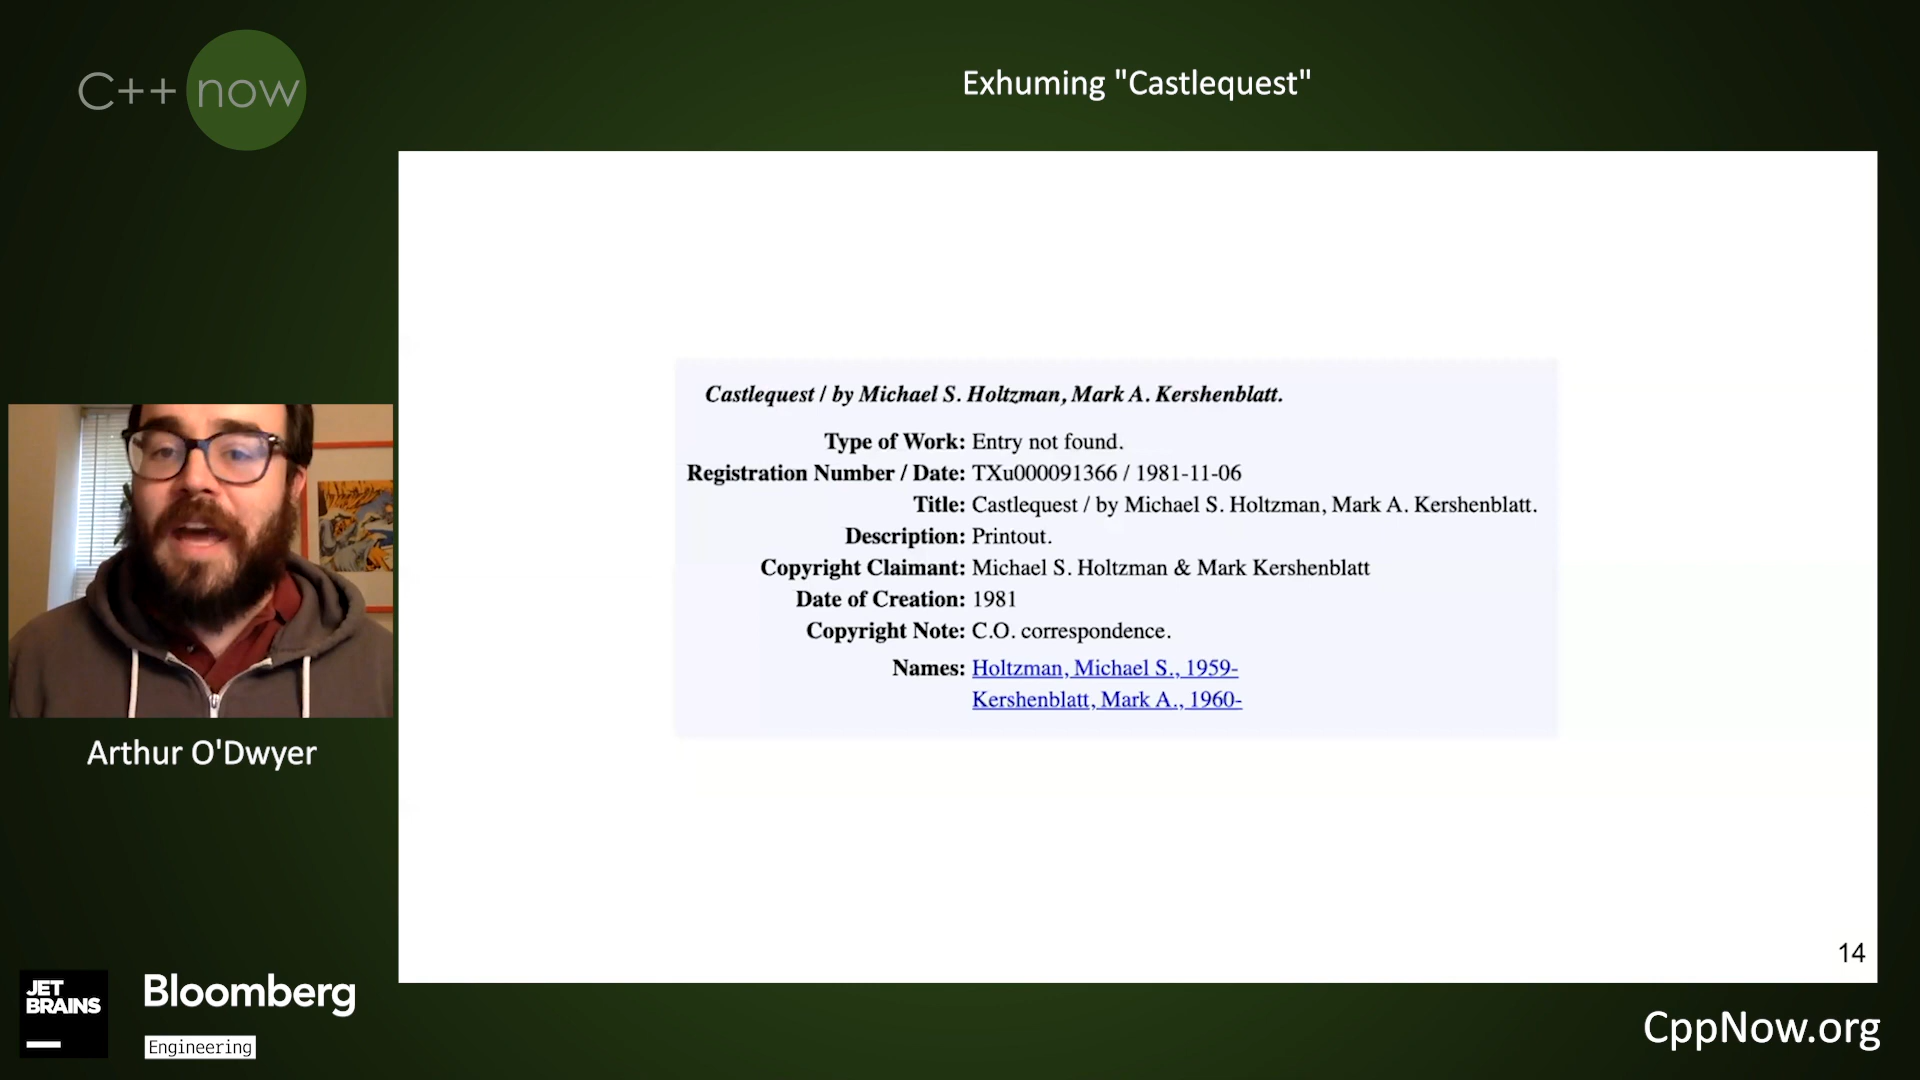 C++ now
Exhuming "Castlequest"
Castlequest / by Michael S. Holtzman, Mark A. Kershenblatt.
Type of Work: Entry not found.
Registration Number / Date: TXu000091366 / 1981-11-06
Title: Castlequest / by Michael S. Holtzman, Mark A. Kershenblatt.
Description: Printout.
Copyright Claimant: Michael S. Holtzman & Mark Kershenblatt
Date of Creation: 1981
Copyright Note: C.O. correspondence.
Names: Holtzman, Michael S., 1959-
Kershenblatt, Mark A., 1960-
14
Arthur O'Dwyer
JET
BRAINS
Bloomberg
Engineering
CppNow.org